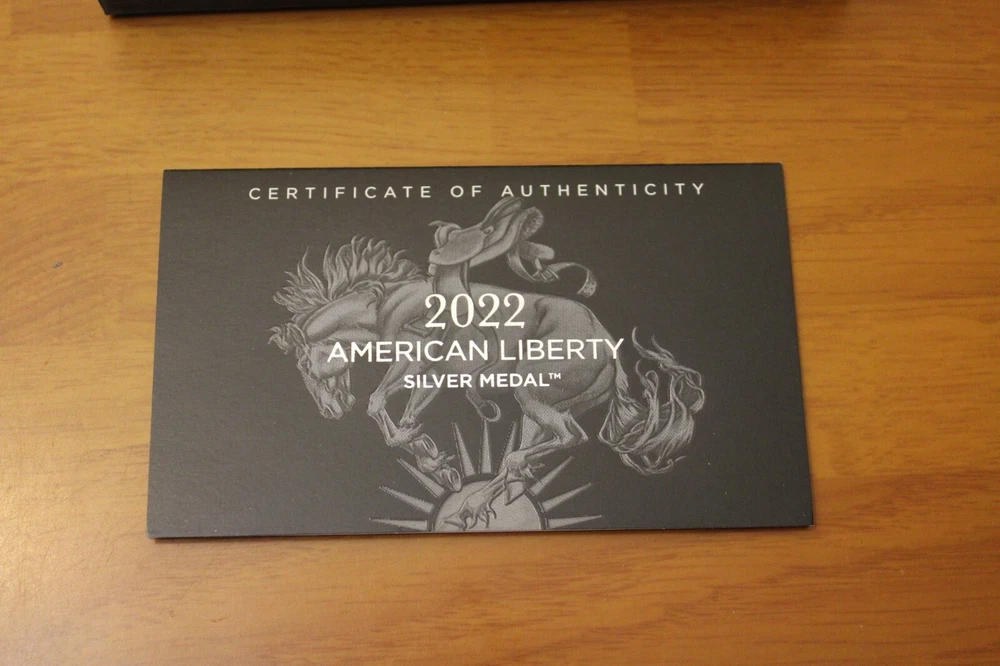 CERTIFICATE OF AUTHENTICITY
2022
AMERICAN LIBERTY
SILVER MEDAL™